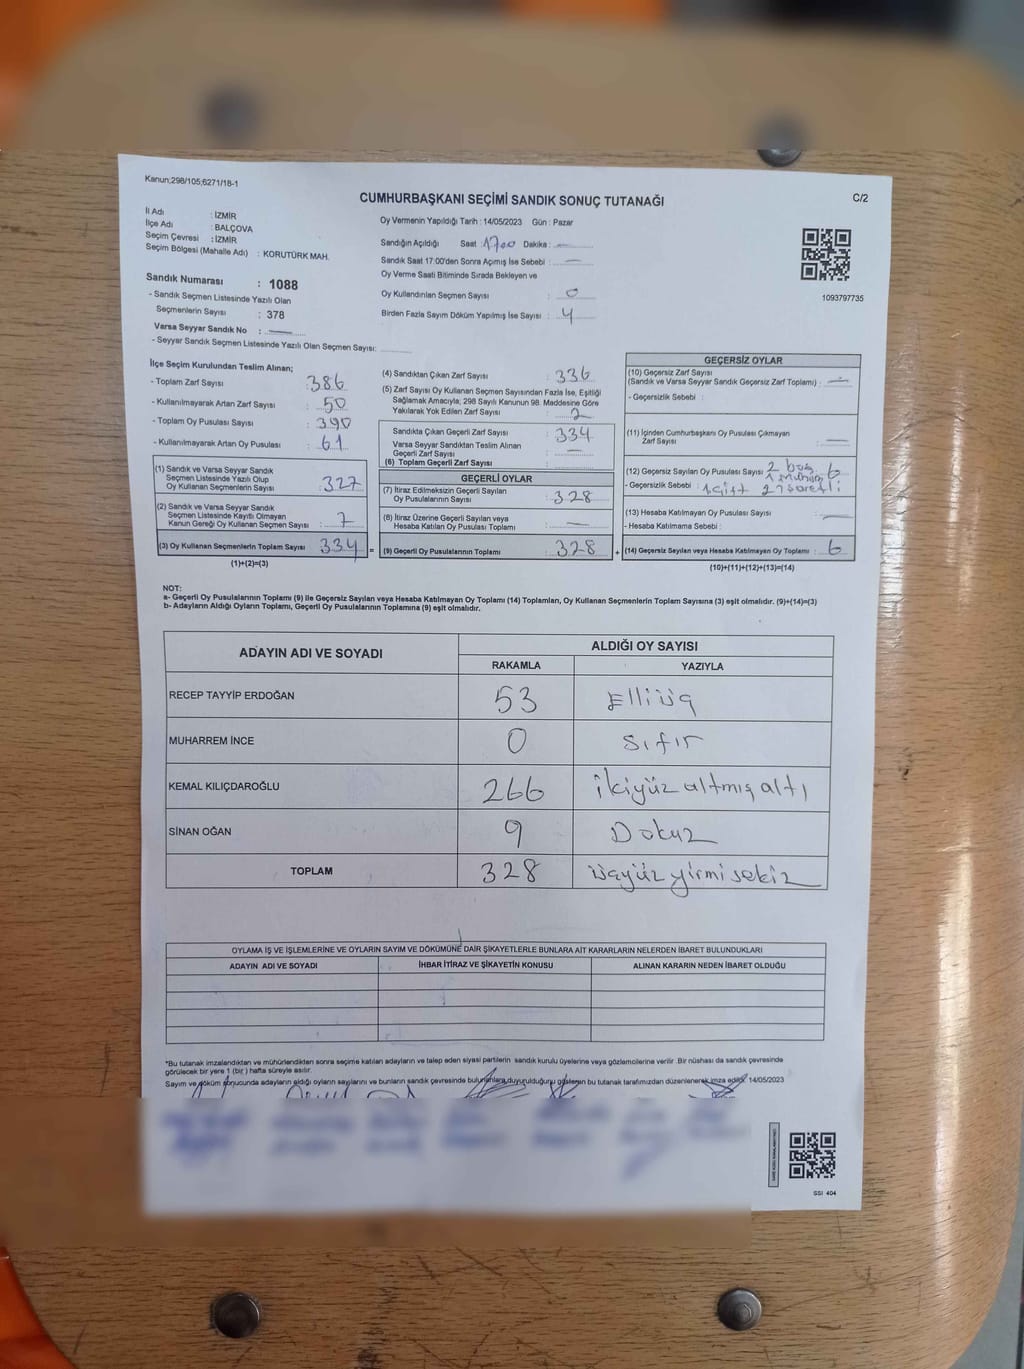 Kanun;298/105,6271/18-1
CUMHURBAŞKANI SEÇİMİ SANDIK SONUÇ TUTANAĞI
C/2
İl Adı : İZMİR
İlçe Adı : BALÇOVA
Seçim Çevresi : İZMİR
Seçim Bölgesi (Mahalle Adı) : KORUTÜRK MAH.
Sandık Numarası : 1088
- Sandık Seçmen Listesinde Yazılı Olan
Seçmenlerin Sayısı : 378
Varsa Seyyar Sandık No : —
- Seyyar Sandık Seçmen Listesinde Yazılı Olan Seçmen Sayısı:
Oy Vermenin Yapıldığı Tarih : 14/05/2023 Gün : Pazar
Sandığın Açıldığı Saat 1700 Dakika : —
Sandık Saat 17:00'den Sonra Açımış İse Sebebi : —
Oy Verme Saati Bitiminde Sırada Bekleyen ve
Oy Kullandırılan Seçmen Sayısı : 0
Birden Fazla Sayım Döküm Yapılmış İse Sayısı : 4
1093797735
İlçe Seçim Kurulundan Teslim Alınan;
- Toplam Zarf Sayısı : 386
- Kullanılmayarak Artan Zarf Sayısı : 50
- Toplam Oy Pusulası Sayısı : 390
- Kullanılmayarak Artan Oy Pusulası : 61
(1) Sandık ve Varsa Seyyar Sandık
Seçmen Listesinde Yazılı Olup
Oy Kullanan Seçmenlerin Sayısı : 327
(2) Sandık ve Varsa Seyyar Sandık
Seçmen Listesinde Kayıtlı Olmayan
Kanun Gereği Oy Kullanan Seçmen Sayısı : 7
(3) Oy Kullanan Seçmenlerin Toplam Sayısı 334 =
(1)+(2)=(3)
(4) Sandıktan Çıkan Zarf Sayısı : 336
(5) Zarf Sayısı Oy Kullanan Seçmen Sayısından Fazla İse, Eşitliği
Sağlamak Amacıyla; 298 Sayılı Kanunun 98. Maddesine Göre
Yakılarak Yok Edilen Zarf Sayısı : 2
Sandıkta Çıkan Geçerli Zarf Sayısı : 334
Varsa Seyyar Sandıktan Teslim Alınan
Geçerli Zarf Sayısı : —
(6) Toplam Geçerli Zarf Sayısı :
GEÇERLİ OYLAR
(7) İtiraz Edilmeksizin Geçerli Sayılan
Oy Pusulalarının Sayısı : 328
(8) İtiraz Üzerine Geçerli Sayılan veya
Hesaba Katılan Oy Pusulası Toplamı : —
(9) Geçerli Oy Pusulalarının Toplamı : 328 +
GEÇERSİZ OYLAR
(10) Geçersiz Zarf Sayısı
(Sandık ve Varsa Seyyar Sandık Geçersiz Zarf Toplamı) : —
- Geçersizlik Sebebi :
(11) İçinden Cumhurbaşkanı Oy Pusulası Çıkmayan
Zarf Sayısı : —
(12) Geçersiz Sayılan Oy Pusulası Sayısı : 2 boş 6
1 mühim
- Geçersizlik Sebebi : 1 çift 2 işaretli
(13) Hesaba Katılmayan Oy Pusulası Sayısı : —
- Hesaba Katılmama Sebebi :
(14) Geçersiz Sayılan veya Hesaba Katılmayan Oy Toplamı : 6
(10)+(11)+(12)+(13)=(14)
NOT:
a- Geçerli Oy Pusulalarının Toplamı (9) ile Geçersiz Sayılan veya Hesaba Katılmayan Oy Toplamı (14) Toplamları, Oy Kullanan Seçmenlerin Toplam Sayısına (3) eşit olmalıdır. (9)+(14)=(3)
b- Adayların Aldığı Oyların Toplamı, Geçerli Oy Pusulalarının Toplamına (9) eşit olmalıdır.
ADAYIN ADI VE SOYADI
ALDIĞI OY SAYISI
RAKAMLA YAZIYLA
RECEP TAYYİP ERDOĞAN 53 Elliüç
MUHARREM İNCE 0 Sıfır
KEMAL KILIÇDAROĞLU 266 ikiyüz altmış altı
SİNAN OĞAN 9 Dokuz
TOPLAM 328 üçyüz yirmi sekiz
OYLAMA İŞ VE İŞLEMLERİNE VE OYLARIN SAYIM VE DÖKÜMÜNE DAİR ŞİKAYETLERLE BUNLARA AİT KARARLARIN NELERDEN İBARET BULUNDUKLARI
ADAYIN ADI VE SOYADI İHBAR İTİRAZ VE ŞİKAYETİN KONUSU ALINAN KARARIN NEDEN İBARET OLDUĞU
*Bu tutanak imzalandıktan ve mühürlendikten sonra seçime katılan adayların ve talep eden siyasi partilerin sandık kurulu üyelerine veya gözlemcilerine verilir .Bir nüshası da sandık çevresinde
görülecek bir yere 1 (bir ) hafta süreyle asılır.
Sayım ve döküm sonucunda adayların aldığı oyların sayılarını ve bunların sandık çevresinde bulunanlara duyurulduğunu gösteren bu tutanak tarafımızdan düzenlenerek imza edildi. 14/05/2023
SSI 404